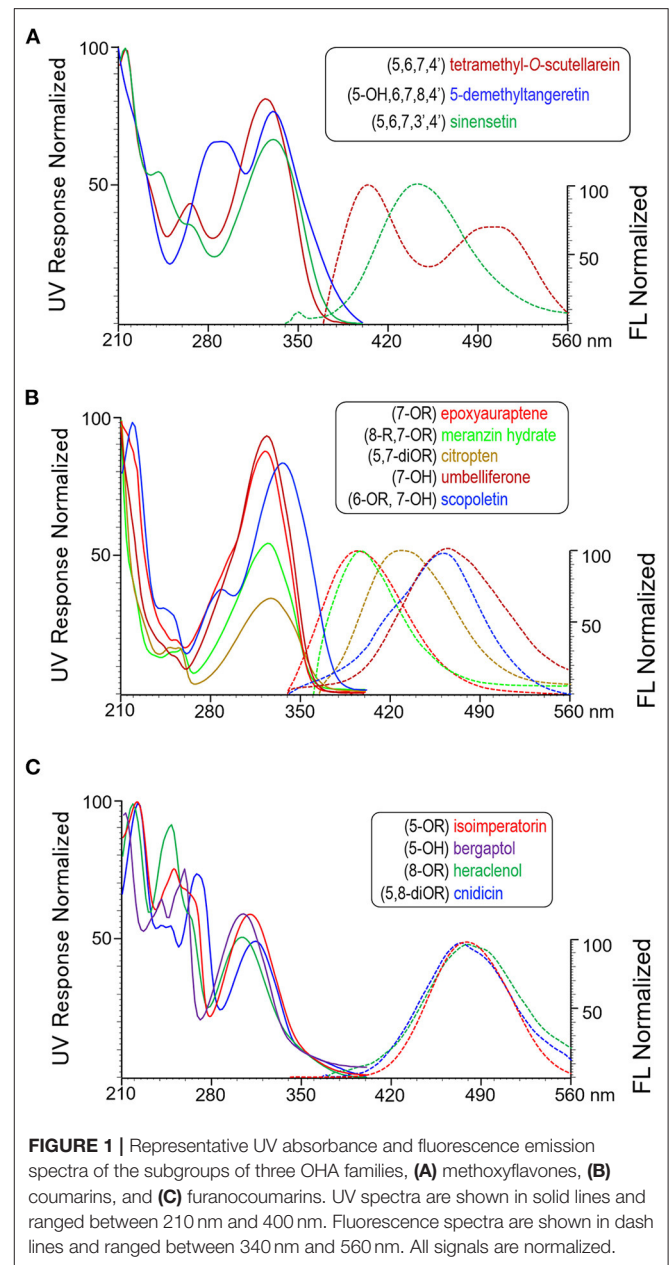 A
100
50
UV Response Normalized
(5,6,7,4') tetramethyl-O-scutellarein
(5-OH,6,7,8,4') 5-demethyltangeretin
(5,6,7,3',4') sinensetin
100
50
FL Normalized
210 280 350 420 490 560 nm
B
100
50
UV Response Normalized
(7-OR) epoxyauraptene
(8-R,7-OR) meranzin hydrate
(5,7-diOR) citropten
(7-OH) umbelliferone
(6-OR, 7-OH) scopoletin
100
50
FL Normalized
210 280 350 420 490 560 nm
C
100
50
UV Response Normalized
(5-OR) isoimperatorin
(5-OH) bergaptol
(8-OR) heraclenol
(5,8-diOR) cnidicin
100
50
FL Normalized
210 280 350 420 490 560 nm
FIGURE 1 | Representative UV absorbance and fluorescence emission
spectra of the subgroups of three OHA families, (A) methoxyflavones, (B)
coumarins, and (C) furanocoumarins. UV spectra are shown in solid lines and
ranged between 210 nm and 400 nm. Fluorescence spectra are shown in dash
lines and ranged between 340 nm and 560 nm. All signals are normalized.